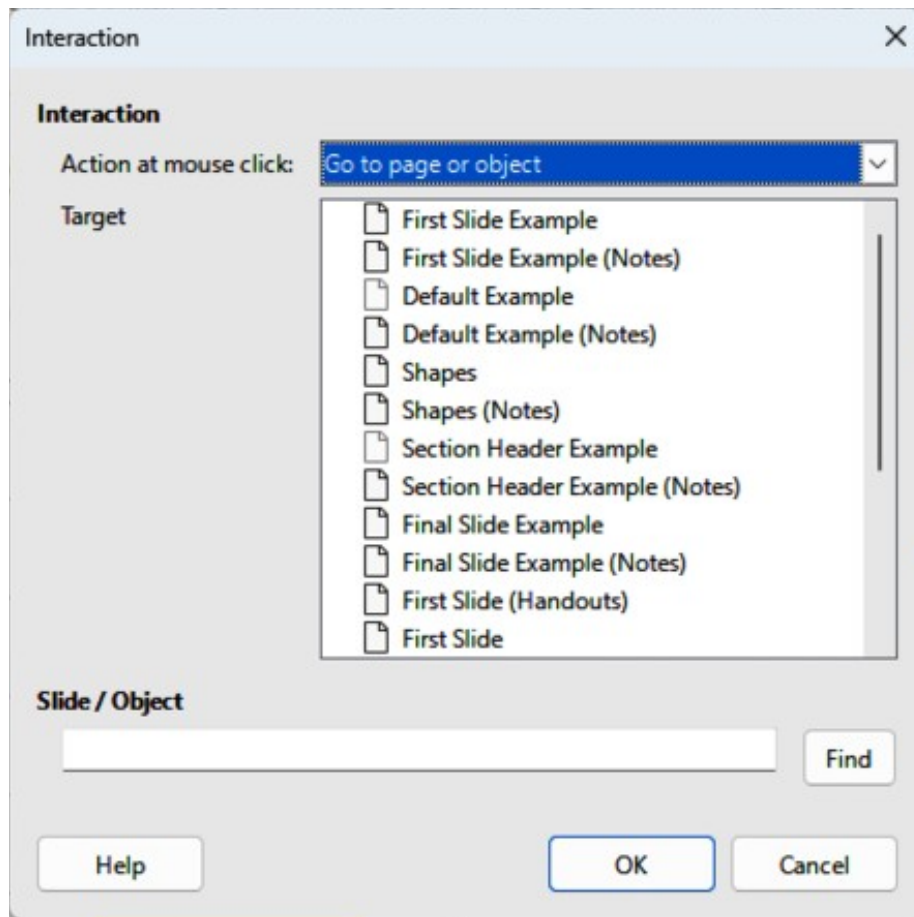 Interaction
Interaction
Action at mouse click: Go to page or object
Target
First Slide Example
First Slide Example (Notes)
Default Example
Default Example (Notes)
Shapes
Shapes (Notes)
Section Header Example
Section Header Example (Notes)
Final Slide Example
Final Slide Example (Notes)
First Slide (Handouts)
First Slide
Slide / Object
Find
Help OK Cancel